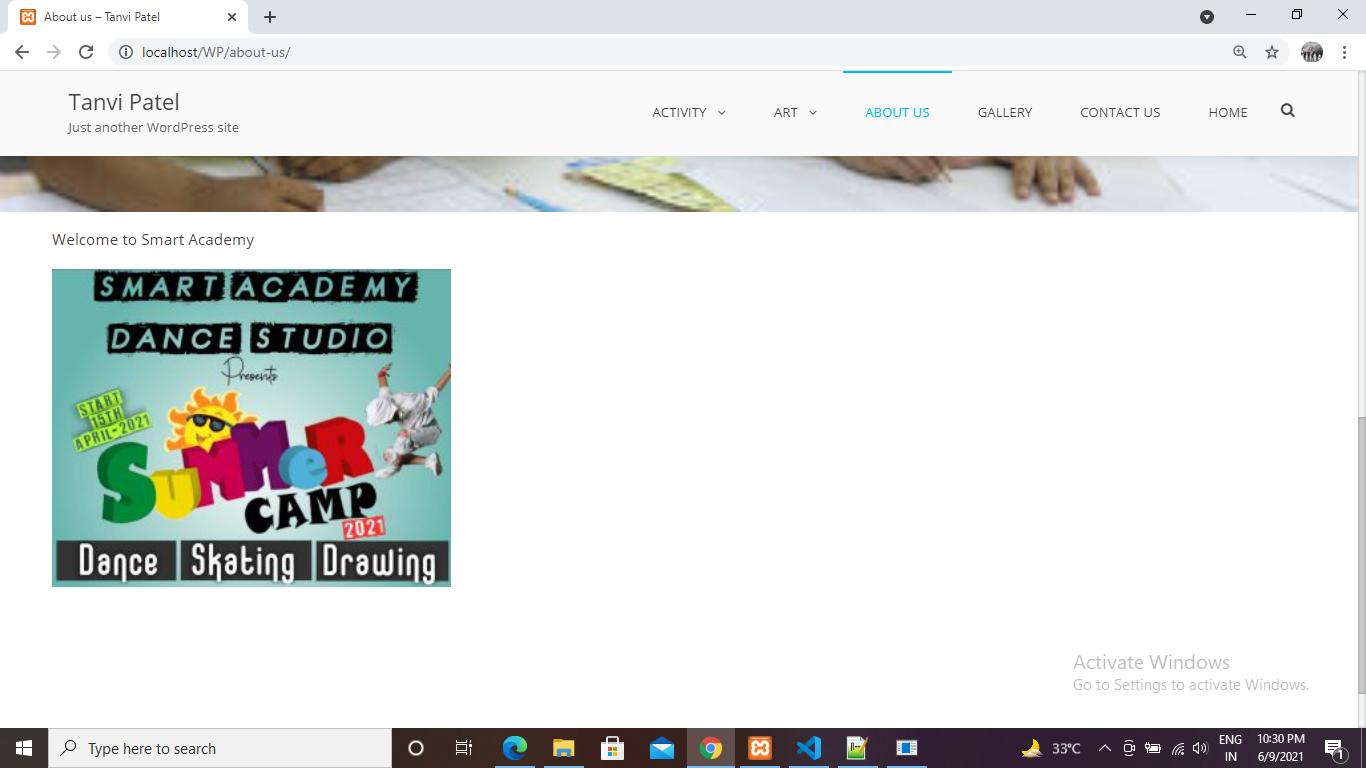 About us – Tanvi Patel
localhost/WP/about-us/
Tanvi Patel
Just another WordPress site
ACTIVITY ART ABOUT US GALLERY CONTACT US HOME
Welcome to Smart Academy
SMART ACADEMY
DANCE STUDIO
Presents
START
15TH
APRIL-2021
SUMMER
CAMP
2021
Dance Skating Drawing
Activate Windows
Go to Settings to activate Windows.
Type here to search
33°C
ENG
IN
10:30 PM
6/9/2021
1